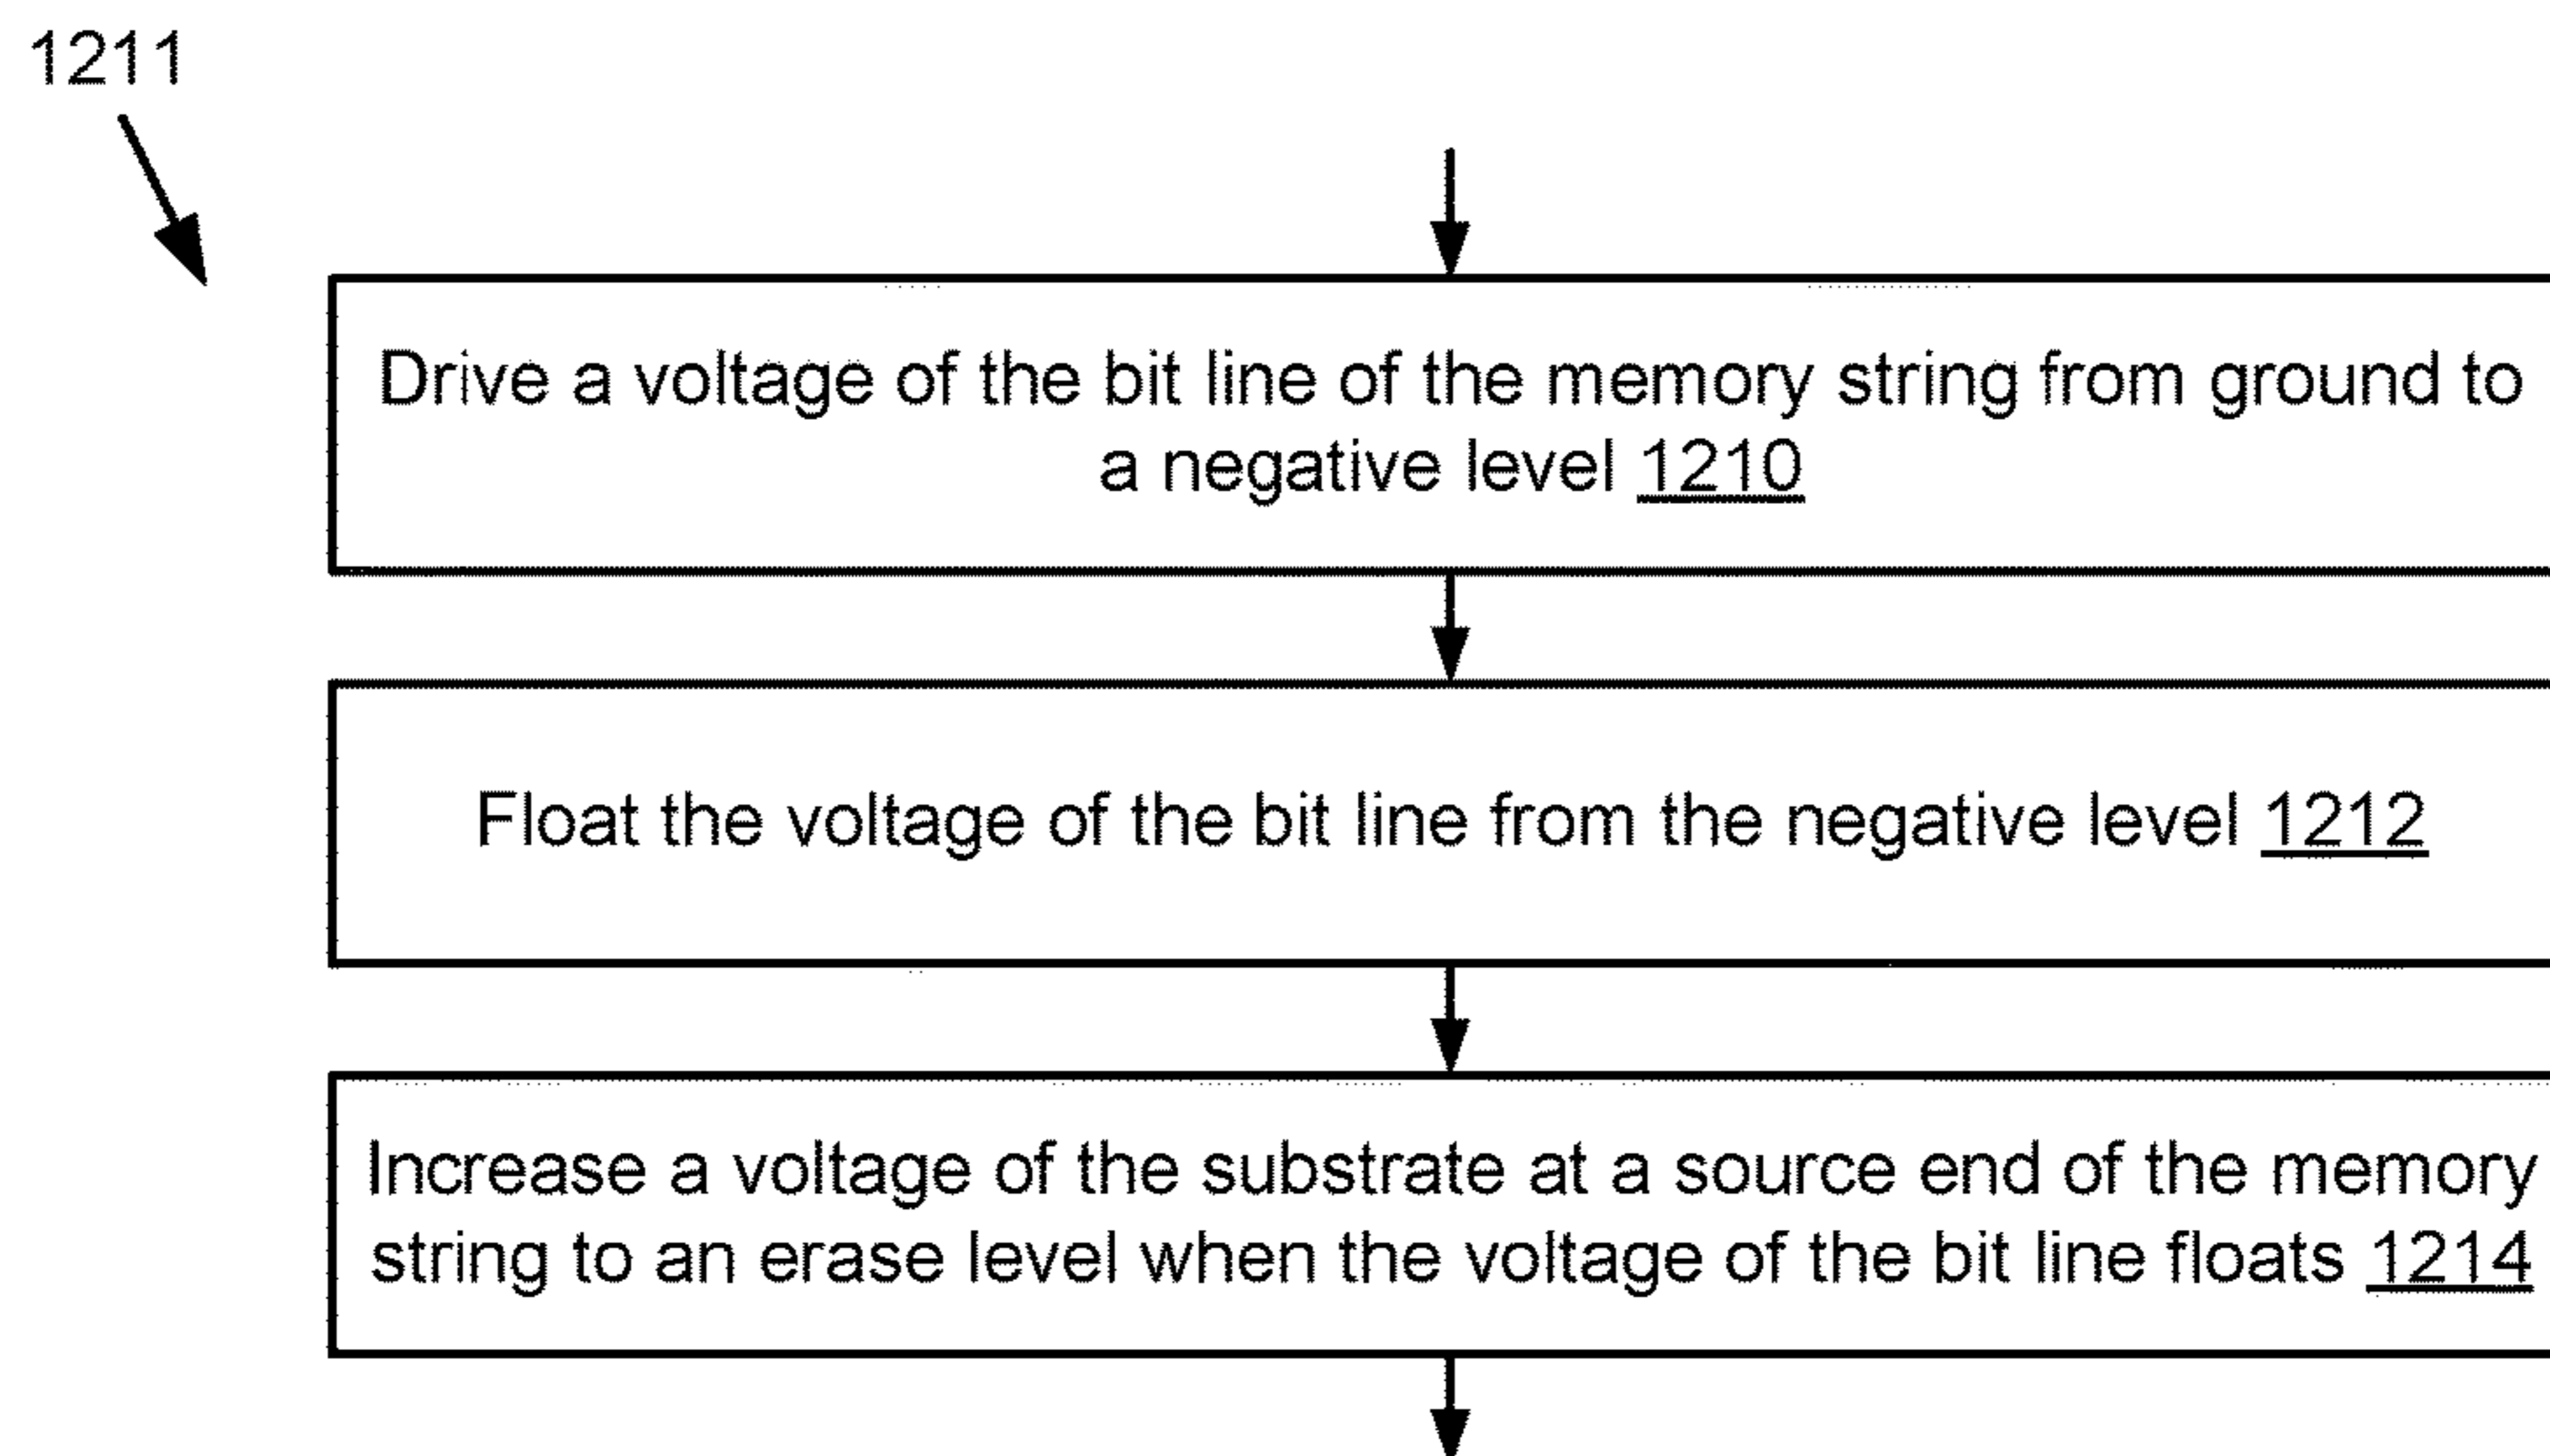 1211
Drive a voltage of the bit line of the memory string from ground to
a negative level 1210
Float the voltage of the bit line from the negative level 1212
Increase a voltage of the substrate at a source end of the memory
string to an erase level when the voltage of the bit line floats 1214